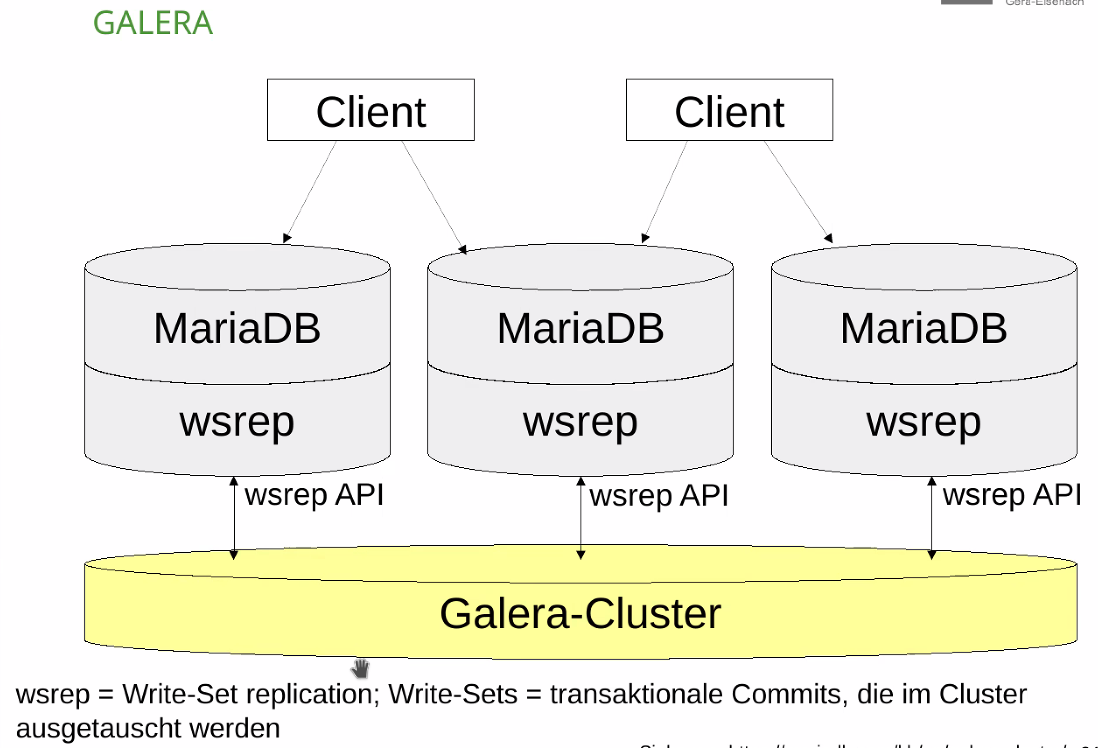 Gera-Eisenach
GALERA
Client
Client
MariaDB
MariaDB
MariaDB
wsrep
wsrep
wsrep
wsrep API
wsrep API
wsrep API
Galera-Cluster
wsrep = Write-Set replication; Write-Sets = transaktionale Commits, die im Cluster
ausgetauscht werden